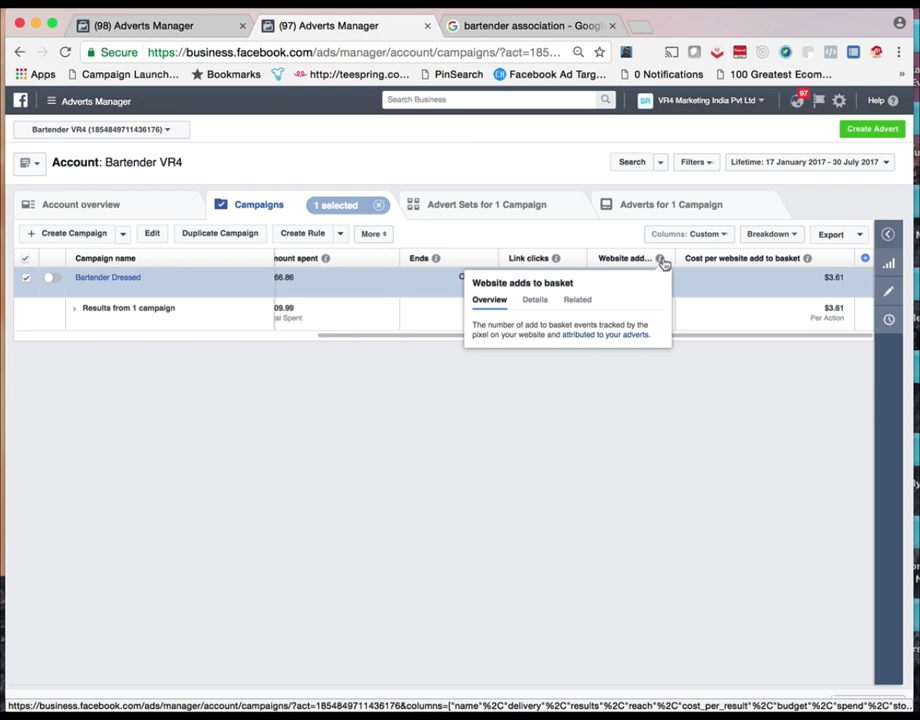 (98) Adverts Manager
(97) Adverts Manager
bartender association - Goog
Secure https://business.facebook.com/ads/manager/account/campaigns/?act=185...
Apps Campaign Launch... Bookmarks http://teespring.co... PinSearch Facebook Ad Targ... 0 Notifications 100 Greatest Ecom... »
Adverts Manager
Search Business
SR VR4 Marketing India Pvt Ltd
97
Help
Bartender VR4 (1854849711436176)
Create Advert
Account: Bartender VR4
Search
Filters
Lifetime: 17 January 2017 - 30 July 2017
Account overview
Campaigns
1 selected
Advert Sets for 1 Campaign
Adverts for 1 Campaign
+ Create Campaign
Edit
Duplicate Campaign
Create Rule
More
Columns: Custom
Breakdown
Export
Campaign name
nount spent
Ends
Link clicks
Website add...
Cost per website add to basket
Bartender Dressed
66.86
$3.61
Results from 1 campaign
09.99
tal Spent
$3.61
Per Action
Website adds to basket
Overview
Details
Related
The number of add to basket events tracked by the
pixel on your website and attributed to your adverts.
https://business.facebook.com/ads/manager/account/campaigns/?act=1854849711436176&columns=["name"%2C"delivery"%2C"results"%2C"reach"%2C"cost_per_result"%2C"budget"%2C"spend"%2C"sto...